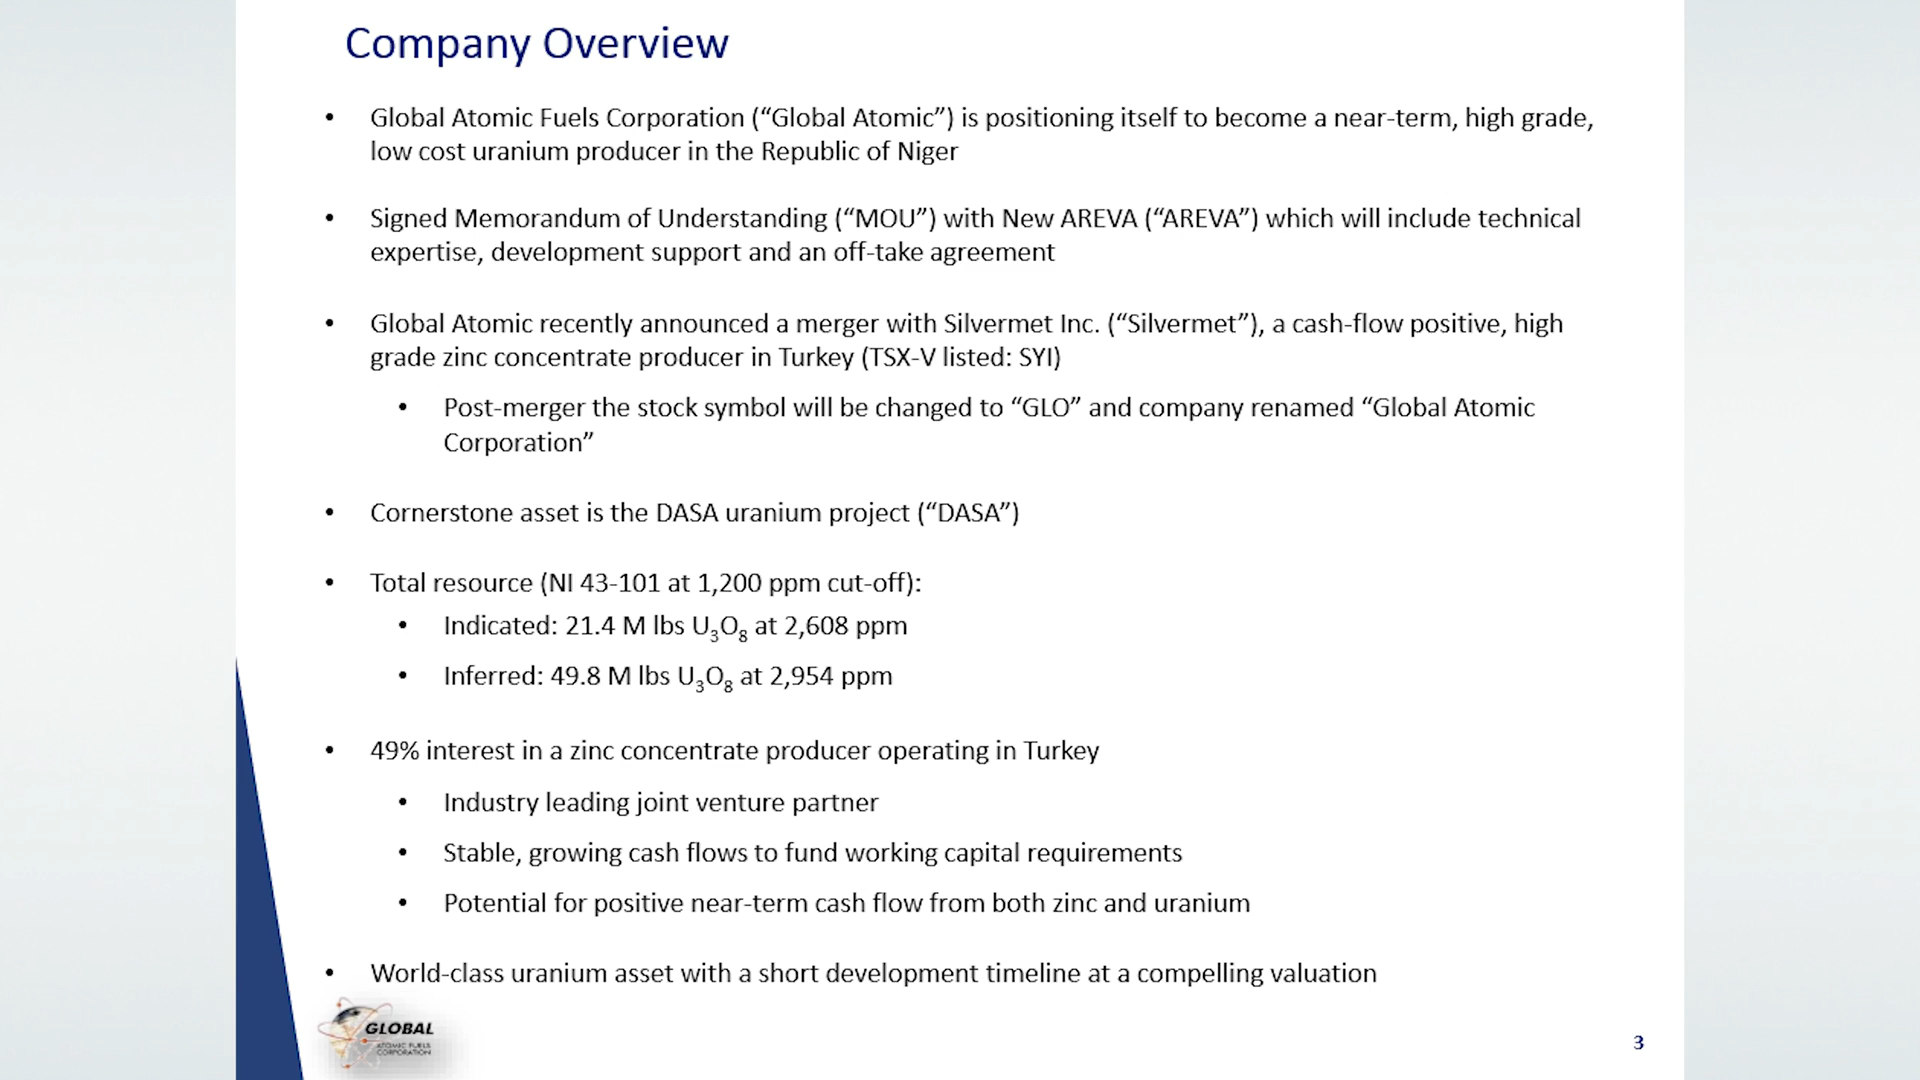 Company Overview
• Global Atomic Fuels Corporation (“Global Atomic”) is positioning itself to become a near-term, high grade,
low cost uranium producer in the Republic of Niger
• Signed Memorandum of Understanding (“MOU”) with New AREVA (“AREVA”) which will include technical
expertise, development support and an off-take agreement
• Global Atomic recently announced a merger with Silvermet Inc. (“Silvermet”), a cash-flow positive, high
grade zinc concentrate producer in Turkey (TSX-V listed: SYI)
• Post-merger the stock symbol will be changed to “GLO” and company renamed “Global Atomic
Corporation”
• Cornerstone asset is the DASA uranium project (“DASA”)
• Total resource (NI 43-101 at 1,200 ppm cut-off):
• Indicated: 21.4 M lbs U₃O₈ at 2,608 ppm
• Inferred: 49.8 M lbs U₃O₈ at 2,954 ppm
• 49% interest in a zinc concentrate producer operating in Turkey
• Industry leading joint venture partner
• Stable, growing cash flows to fund working capital requirements
• Potential for positive near-term cash flow from both zinc and uranium
• World-class uranium asset with a short development timeline at a compelling valuation
GLOBAL
ATOMIC FUELS
CORPORATION
3